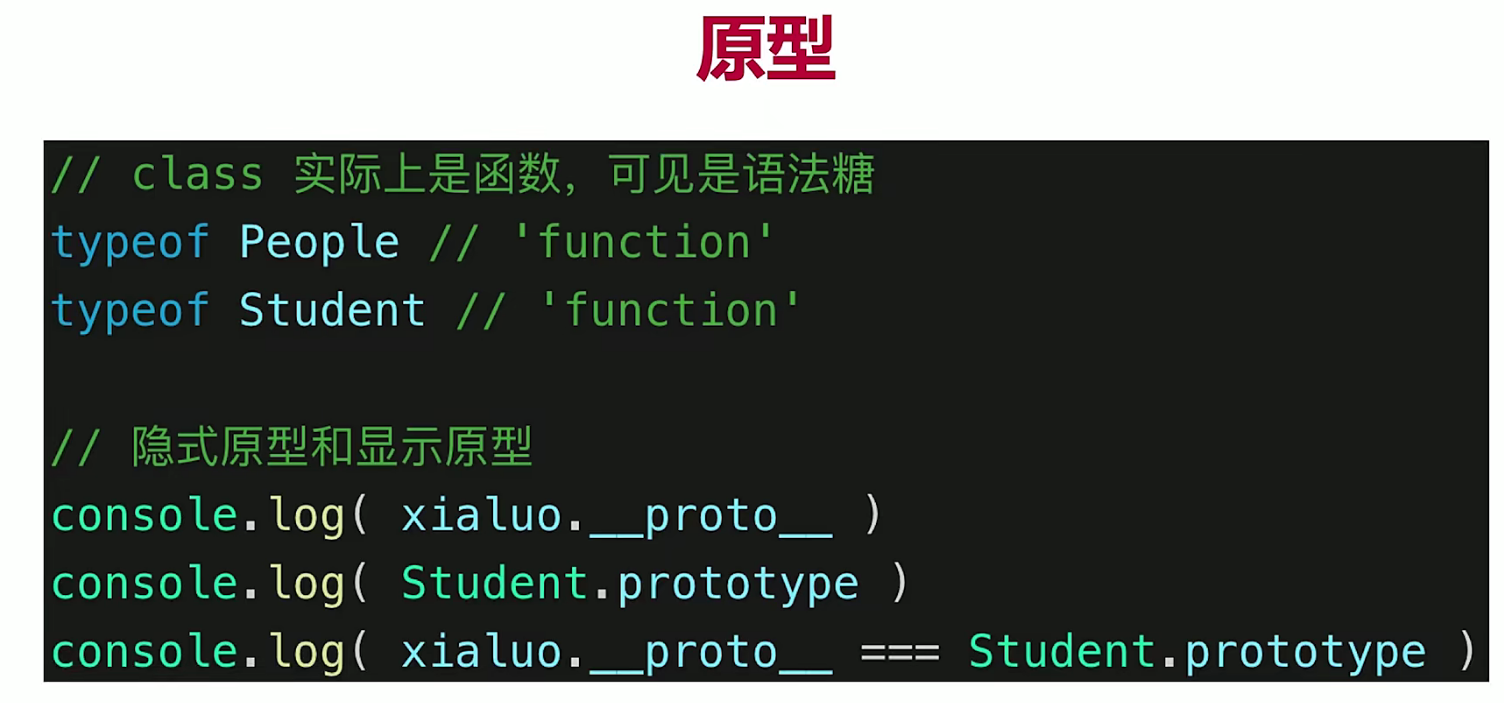 原型
// class 实际上是函数，可见是语法糖
typeof People // 'function'
typeof Student // 'function'
// 隐式原型和显示原型
console.log( xialuo.__proto__ )
console.log( Student.prototype )
console.log( xialuo.__proto__ === Student.prototype )